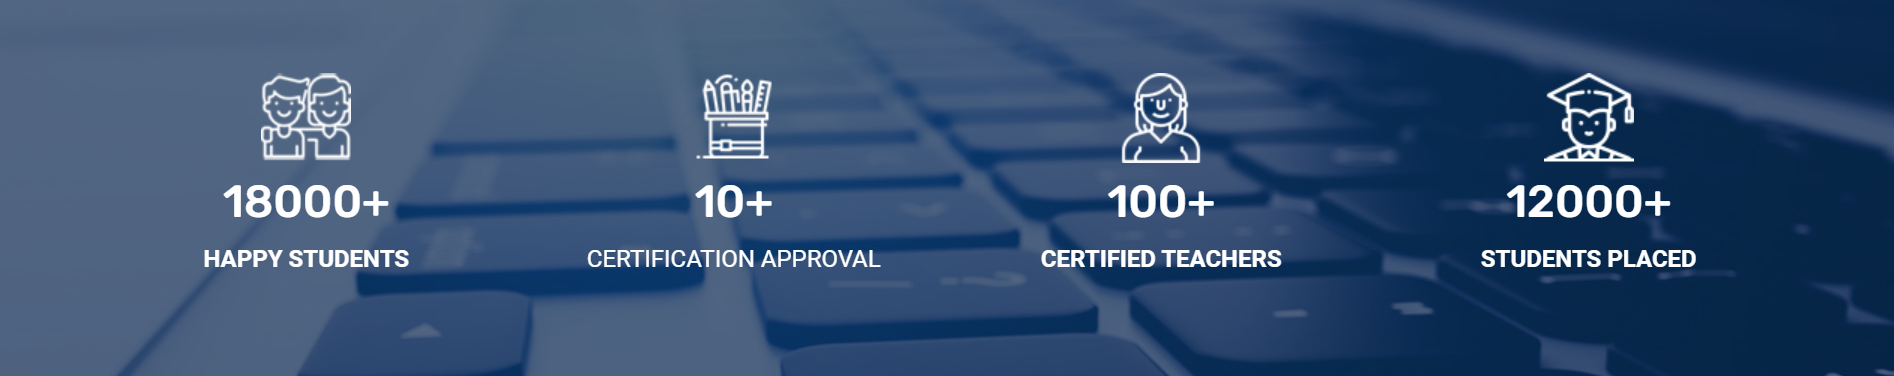 18000+
HAPPY STUDENTS
10+
CERTIFICATION APPROVAL
100+
CERTIFIED TEACHERS
12000+
STUDENTS PLACED